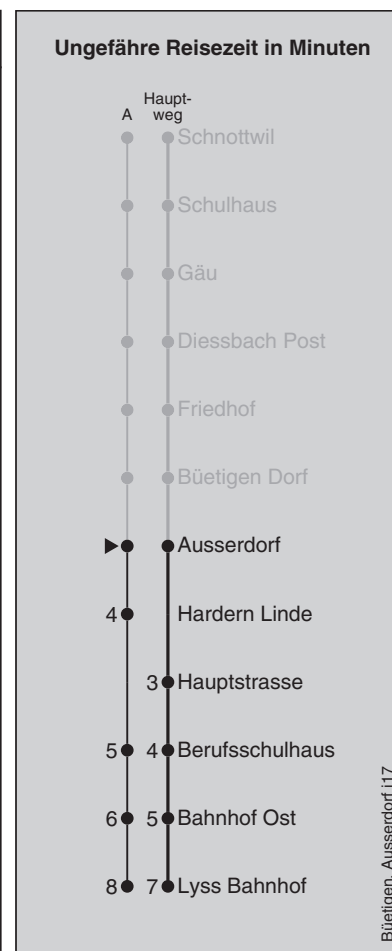 Ungefähre Reisezeit in Minuten
A Haupt-
weg
Schnottwil
Schulhaus
Gäu
Diessbach Post
Friedhof
Büetigen Dorf
Ausserdorf
4 Hardern Linde
3 Hauptstrasse
5 4 Berufsschulhaus
6 5 Bahnhof Ost
8 7 Lyss Bahnhof
Büetigen, Ausserdorf j17